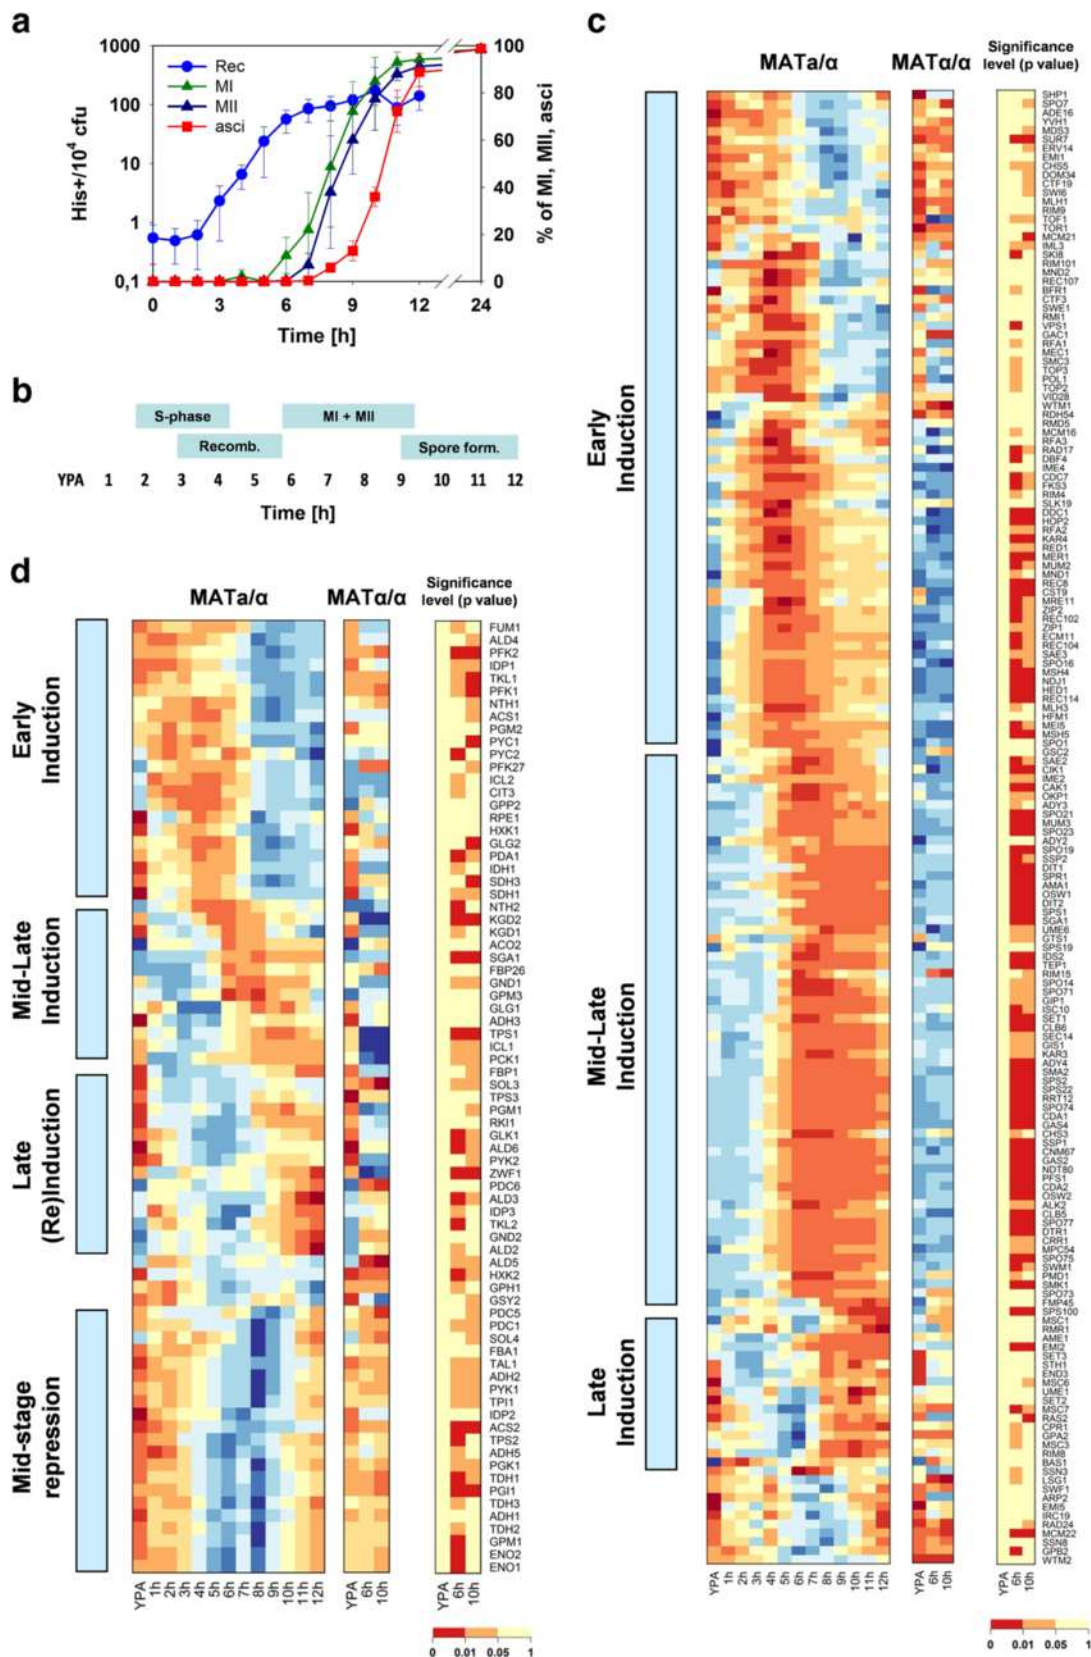 a
1000
100
10
1
0,1
His+/10⁴ cfu
Rec
MI
MII
asci
100
80
60
40
20
0
% of MI, MII, asci
0 3 6 9 12 24
Time [h]
b
S-phase
MI + MII
Recomb.
Spore form.
YPA 1 2 3 4 5 6 7 8 9 10 11 12
Time [h]
d
MATa/α
MATα/α
Significance
level (p value)
Early
Induction
Mid-Late
Induction
Late
(Re)Induction
Mid-stage
repression
FUM1
ALD4
PFK2
IDP1
TKL1
PFK1
NTH1
ACS1
PGM2
PYC1
PYC2
PFK27
ICL2
CIT3
GPP2
RPE1
HXK1
GLG2
PDA1
IDH1
SDH3
SDH1
NTH2
KGD2
KGD1
ACO2
SGA1
FBP26
GND1
GPM3
GLG1
ADH3
TPS1
ICL1
PCK1
FBP1
SOL3
TPS3
PGM1
RKI1
GLK1
ALD6
PYK2
ZWF1
PDC6
ALD3
IDP3
TKL2
GND2
ALD2
ALD5
HXK2
GPH1
GSY2
PDC5
PDC1
SOL4
FBA1
TAL1
ADH2
PYK1
TPI1
IDP2
ACS2
TPS2
ADH5
PGK1
TDH1
PGI1
TDH3
ADH1
TDH2
GPM1
ENO2
ENO1
YPA 1h 2h 3h 4h 5h 6h 7h 8h 9h 10h 11h 12h
YPA 6h 10h
YPA 6h 10h
0 0.01 0.05 1
c
MATa/α
MATα/α
Significance
level (p value)
Early
Induction
Mid-Late
Induction
Late
Induction
SHP1
SPO7
ADE16
YVH1
MDS3
SUR7
ERV14
EMI1
CHS5
DOM34
CTF19
SWI6
MLH1
RIM9
TOF1
TOR1
MCM21
IML3
SKI8
RIM101
MND2
REC107
BFR1
CTF3
SWE1
RMI1
VPS1
GAC1
RFA1
MEC1
SMC3
TOP3
POL1
TOP2
VID28
WTM1
RDH54
RMD5
MCM16
RFA3
RAD17
DBF4
IME4
CDC7
FKS3
RIM4
SLK19
DDC1
HOP2
RFA2
KAR4
RED1
MER1
MUM2
MND1
REC8
CST9
MRE11
ZIP2
REC102
ZIP1
ECM11
REC104
SAE3
SPO16
MSH4
NDJ1
HED1
REC114
MLH3
HFM1
MEI5
MSH5
SPO1
GSC2
SAE2
CIK1
IME2
CAK1
OKP1
ADY3
SPO21
MUM3
SPO23
ADY2
SPO19
SSP2
DIT1
SPR1
AMA1
OSW1
DIT2
SPS1
SGA1
UME6
GTS1
SPS19
IDS2
TEP1
RIM15
SPO14
SPO71
GIP1
ISC10
SET1
CLB6
SEC14
GIS1
KAR3
ADY4
SMA2
SPS2
SPS22
RRT12
SPO74
CDA1
GAS4
CHS3
SSP1
CNM67
GAS2
NDT80
PFS1
CDA2
OSW2
ALK2
CLB5
SPO77
DTR1
CRR1
MPC54
SPO75
SWM1
PMD1
SMK1
SPO73
FMP45
SPS100
MSC1
RMR1
AME1
EMI2
SET3
STH1
END3
MSC6
UME1
SET2
MSC7
RAS2
CPR1
GPA2
MSC3
RIM8
BAS1
SSN3
LSG1
SWF1
ARP2
EMI5
IRC19
RAD24
MCM22
SSN8
GPB2
WTM2
YPA 1h 2h 3h 4h 5h 6h 7h 8h 9h 10h 11h 12h
YPA 6h 10h
YPA 6h 10h
0 0.01 0.05 1